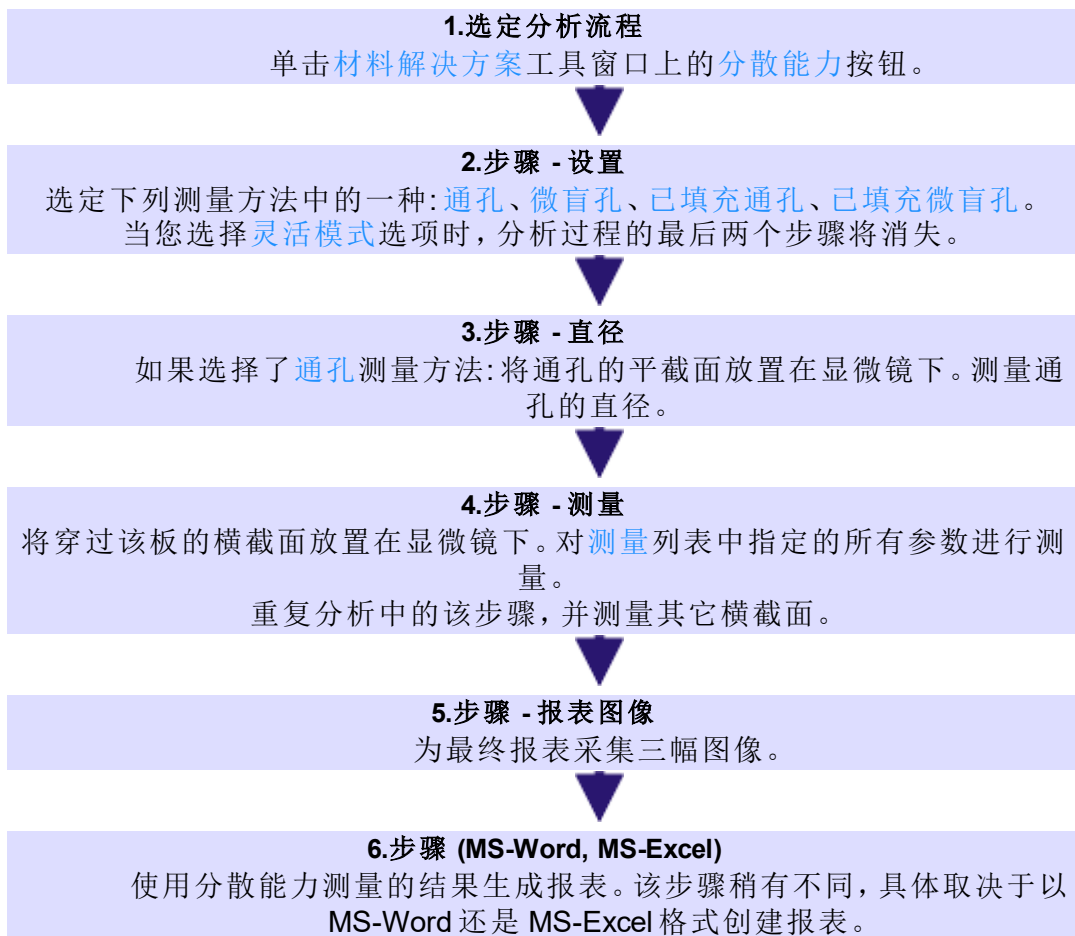 1.选定分析流程
单击材料解决方案工具窗口上的分散能力按钮。
2.步骤 - 设置
选定下列测量方法中的一种:通孔、微盲孔、已填充通孔、已填充微盲孔。
当您选择灵活模式选项时,分析过程的最后两个步骤将消失。
3.步骤 - 直径
如果选择了通孔测量方法:将通孔的平截面放置在显微镜下。测量通
孔的直径。
4.步骤 - 测量
将穿过该板的横截面放置在显微镜下。对测量列表中指定的所有参数进行测
量。
重复分析中的该步骤,并测量其它横截面。
5.步骤 - 报表图像
为最终报表采集三幅图像。
6.步骤 (MS-Word, MS-Excel)
使用分散能力测量的结果生成报表。该步骤稍有不同,具体取决于以
MS-Word 还是 MS-Excel 格式创建报表。